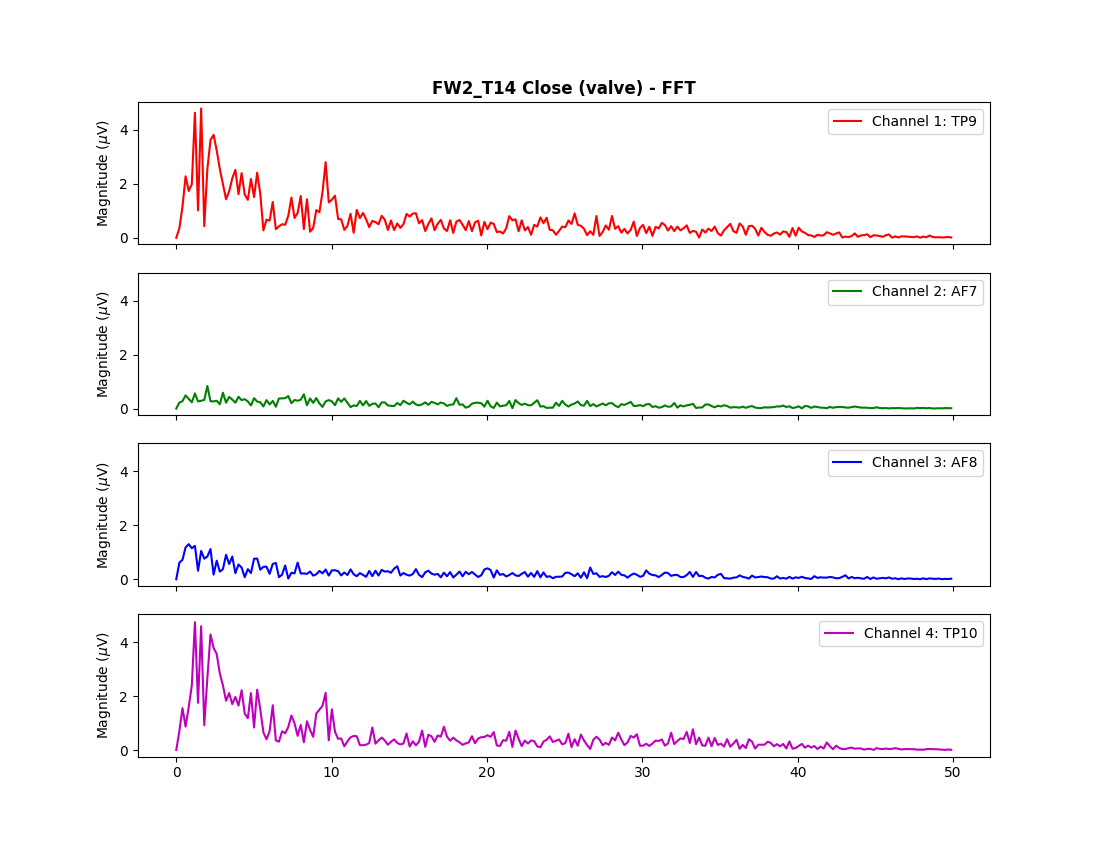 FW2_T14 Close (valve) - FFT
Magnitude (μV)
4
2
0
Channel 1: TP9
Magnitude (μV)
4
2
0
Channel 2: AF7
Magnitude (μV)
4
2
0
Channel 3: AF8
Magnitude (μV)
4
2
0
Channel 4: TP10
0 10 20 30 40 50